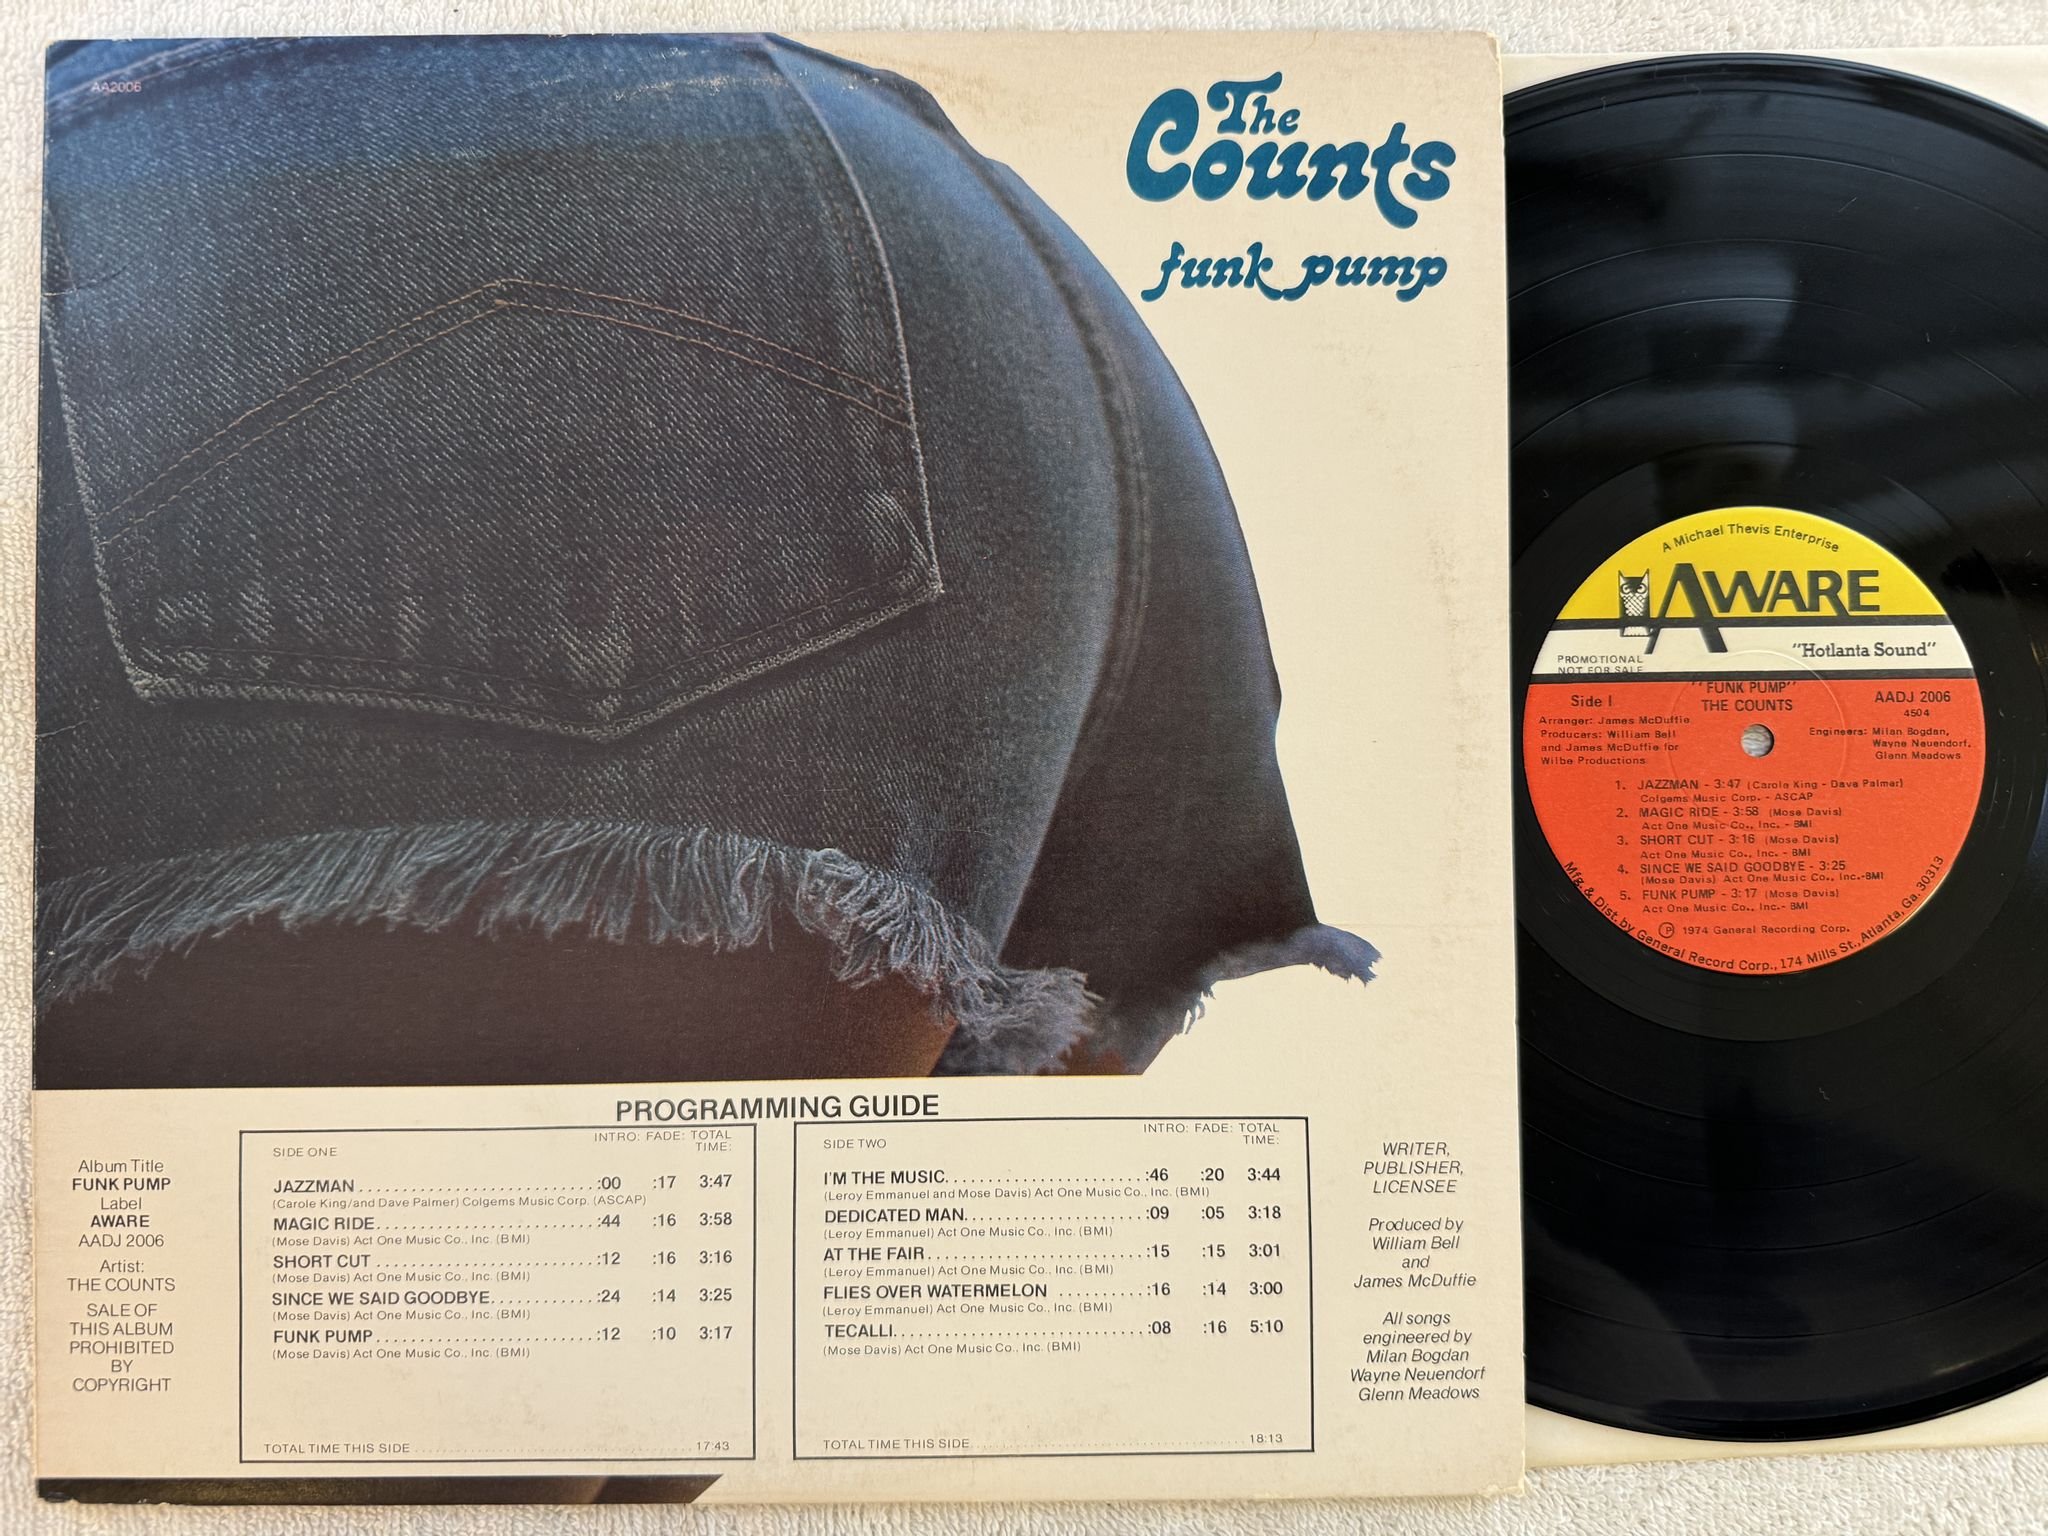 AA2006
The
Counts
funk pump
PROGRAMMING GUIDE
Album Title
FUNK PUMP
Label
AWARE
AADJ 2006
Artist:
THE COUNTS
SALE OF
THIS ALBUM
PROHIBITED
BY
COPYRIGHT
SIDE ONE INTRO: FADE: TOTAL
TIME:
JAZZMAN ............................:00 :17 3:47
(Carole King/and Dave Palmer) Colgems Music Corp. (ASCAP)
MAGIC RIDE..........................:44 :16 3:58
(Mose Davis) Act One Music Co., Inc. (BMI)
SHORT CUT ..........................:12 :16 3:16
(Mose Davis) Act One Music Co., Inc. (BMI)
SINCE WE SAID GOODBYE............:24 :14 3:25
(Mose Davis) Act One Music Co., Inc. (BMI)
FUNK PUMP..........................:12 :10 3:17
(Mose Davis) Act One Music Co., Inc. (BMI)
TOTAL TIME THIS SIDE ........................................ 17:43
SIDE TWO INTRO: FADE: TOTAL
TIME:
I'M THE MUSIC.......................:46 :20 3:44
(Leroy Emmanuel and Mose Davis) Act One Music Co., Inc. (BMI)
DEDICATED MAN.....................:09 :05 3:18
(Leroy Emmanuel) Act One Music Co., Inc. (BMI)
AT THE FAIR.........................:15 :15 3:01
(Leroy Emmanuel) Act One Music Co., Inc. (BMI)
FLIES OVER WATERMELON ..........:16 :14 3:00
(Leroy Emmanuel) Act One Music Co., Inc. (BMI)
TECALLI.............................:08 :16 5:10
(Mose Davis) Act One Music Co., Inc. (BMI)
TOTAL TIME THIS SIDE........................................ 18:13
WRITER,
PUBLISHER,
LICENSEE
Produced by
William Bell
and
James McDuffie
All songs
engineered by
Milan Bogdan
Wayne Neuendorf
Glenn Meadows
A Michael Thevis Enterprise
AWARE
"Hotlanta Sound"
PROMOTIONAL
NOT FOR SALE
"FUNK PUMP"
Side I THE COUNTS AADJ 2006
4504
Arranger: James McDuffie
Producers: William Bell
and James McDuffie for
Wilbe Productions
Engineers: Milan Bogdan,
Wayne Neuendorf,
Glenn Meadows
1. JAZZMAN - 3:47 (Carole King - Dave Palmer)
Colgems Music Corp. - ASCAP
2. MAGIC RIDE - 3:58 (Mose Davis)
Act One Music Co., Inc. - BMI
3. SHORT CUT - 3:16 (Mose Davis)
Act One Music Co., Inc. - BMI
4. SINCE WE SAID GOODBYE - 3:25
(Mose Davis) Act One Music Co., Inc.-BMI
5. FUNK PUMP - 3:17 (Mose Davis)
Act One Music Co., Inc.- BMI
Ⓟ 1974 General Recording Corp.
Mfg. & Dist. by General Record Corp., 174 Mills St., Atlanta, Ga. 30313